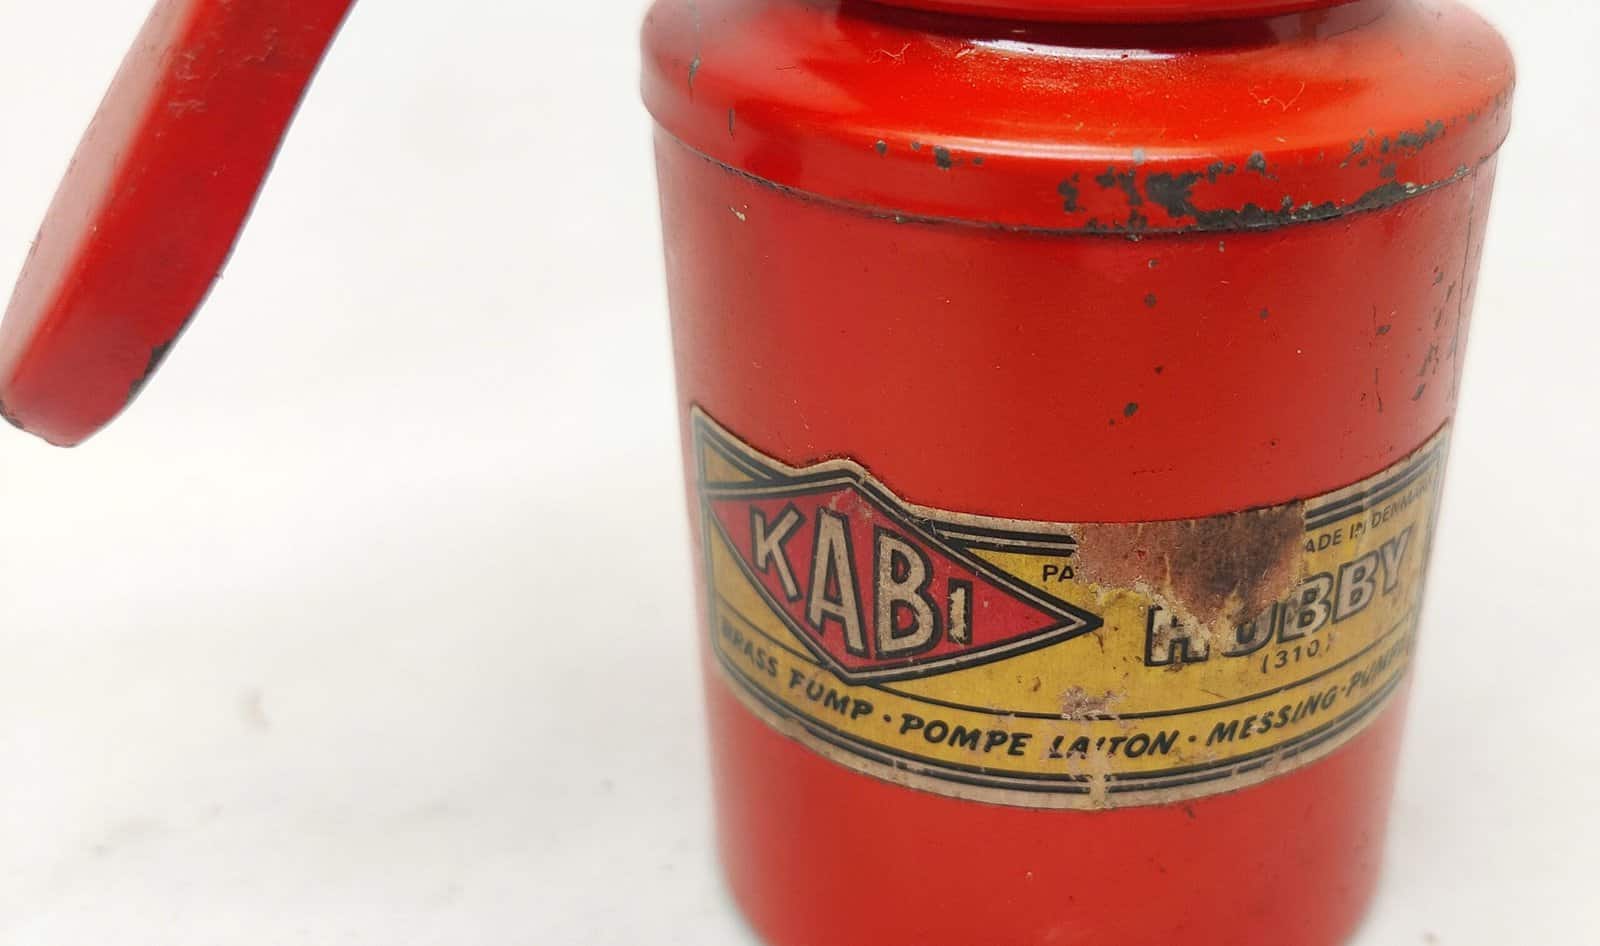 KABI
PA
ADE IN DENMARK
HOBBY
(310)
BRASS PUMP · POMPE LAITON · MESSING-PUMPE